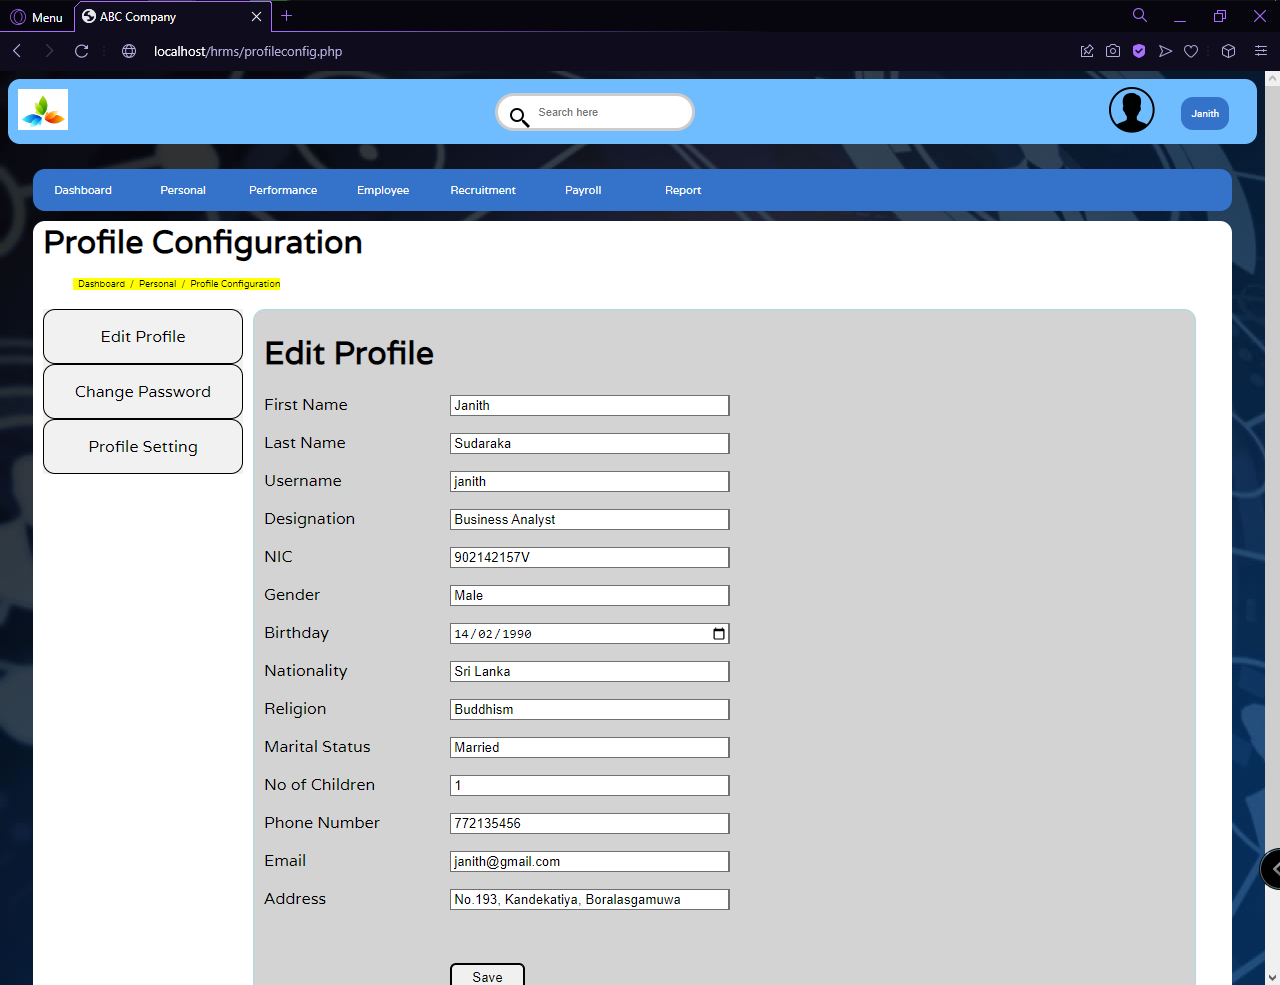 Menu ABC Company
localhost/hrms/profileconfig.php
Search here Janith
Dashboard Personal Performance Employee Recruitment Payroll Report
Profile Configuration
Dashboard / Personal / Profile Configuration
Edit Profile
Change Password
Profile Setting
Edit Profile
First Name Janith
Last Name Sudaraka
Username janith
Designation Business Analyst
NIC 902142157V
Gender Male
Birthday 14/02/1990
Nationality Sri Lanka
Religion Buddhism
Marital Status Married
No of Children 1
Phone Number 772135456
Email janith@gmail.com
Address No.193, Kandekatiya, Boralasgamuwa
Save